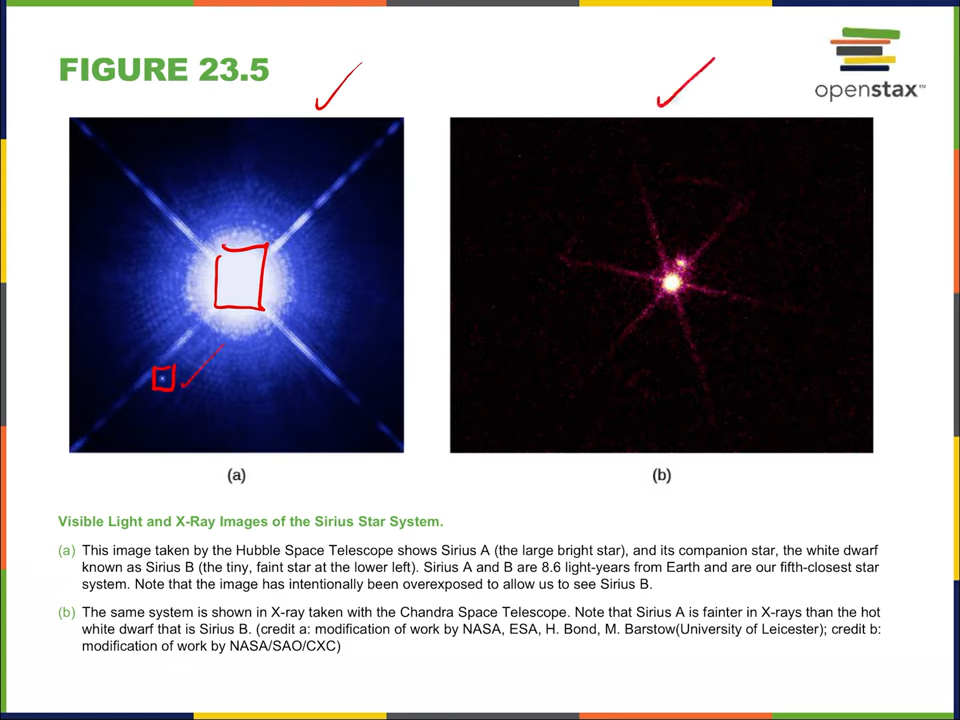 FIGURE 23.5
openstax™
(a)
(b)
Visible Light and X-Ray Images of the Sirius Star System.
(a) This image taken by the Hubble Space Telescope shows Sirius A (the large bright star), and its companion star, the white dwarf
known as Sirius B (the tiny, faint star at the lower left). Sirius A and B are 8.6 light-years from Earth and are our fifth-closest star
system. Note that the image has intentionally been overexposed to allow us to see Sirius B.
(b) The same system is shown in X-ray taken with the Chandra Space Telescope. Note that Sirius A is fainter in X-rays than the hot
white dwarf that is Sirius B. (credit a: modification of work by NASA, ESA, H. Bond, M. Barstow(University of Leicester); credit b:
modification of work by NASA/SAO/CXC)